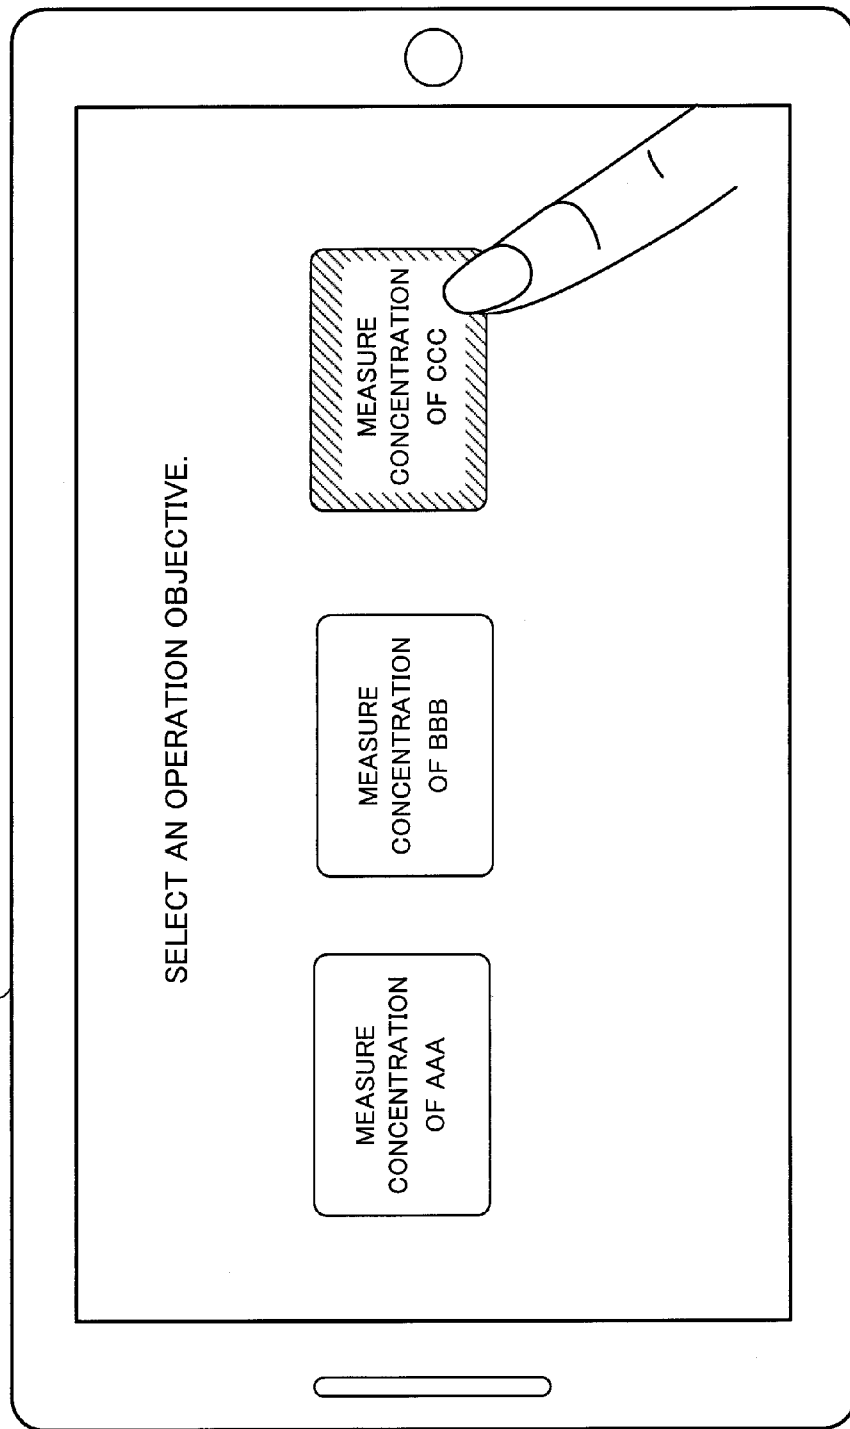 SELECT AN OPERATION OBJECTIVE.
MEASURE
CONCENTRATION
OF AAA
MEASURE
CONCENTRATION
OF BBB
MEASURE
CONCENTRATION
OF CCC